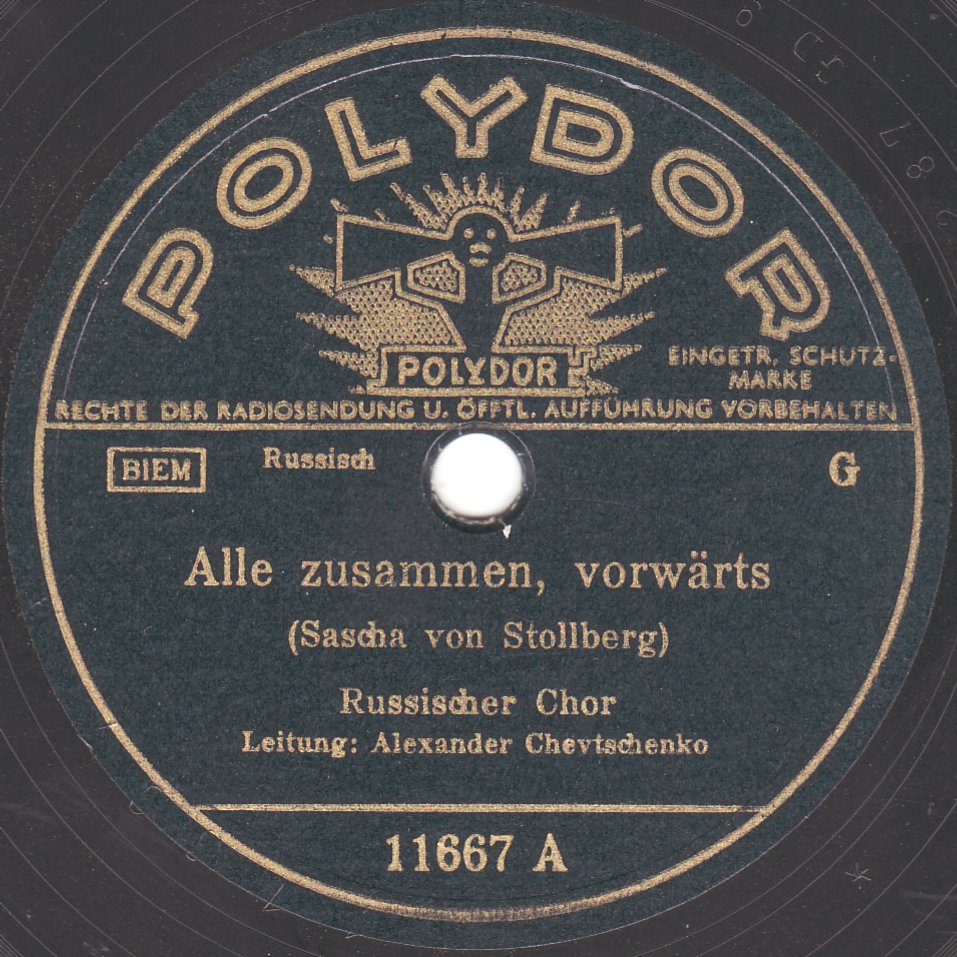 POLYDOR
POLYDOR
EINGETR. SCHUTZ-
MARKE
RECHTE DER RADIOSENDUNG U. ÖFFTL. AUFFÜHRUNG VORBEHALTEN
BIEM Russisch G
Alle zusammen, vorwärts
(Sascha von Stollberg)
Russischer Chor
Leitung: Alexander Chevtschenko
11667 A